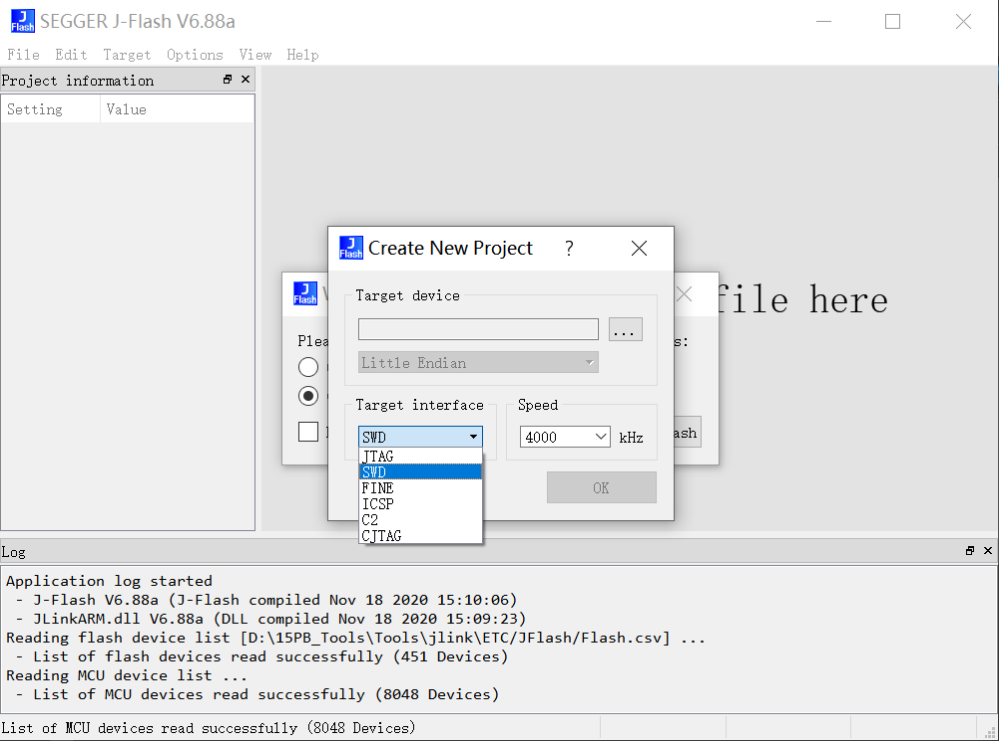 J Flash SEGGER J-Flash V6.88a
File Edit Target Options View Help
Project information
Setting Value
J Flash Create New Project ?
J Flash
file here
Target device
...
Little Endian
Target interface
Speed
SWD
4000 kHz
JTAG
SWD
FINE
ICSP
C2
CJTAG
OK
Log
Application log started
- J-Flash V6.88a (J-Flash compiled Nov 18 2020 15:10:06)
- JLinkARM.dll V6.88a (DLL compiled Nov 18 2020 15:09:23)
Reading flash device list [D:\15PB_Tools\Tools\jlink\ETC/JFlash/Flash.csv] ...
- List of flash devices read successfully (451 Devices)
Reading MCU device list ...
- List of MCU devices read successfully (8048 Devices)
List of MCU devices read successfully (8048 Devices)